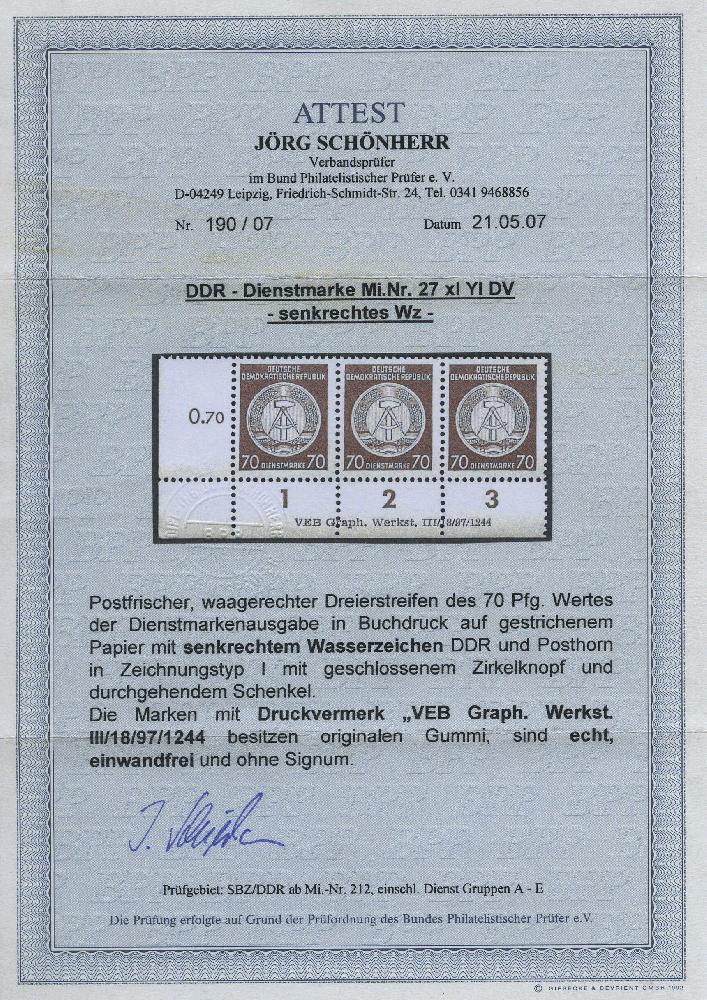 ATTEST
JÖRG SCHÖNHERR
Verbandsprüfer
im Bund Philatelistischer Prüfer e. V.
D-04249 Leipzig, Friedrich-Schmidt-Str. 24, Tel. 0341 9468856
Nr. 190 / 07 Datum 21.05.07
DDR - Dienstmarke Mi.Nr. 27 xI YI DV
- senkrechtes Wz -
DEUTSCHE DEUTSCHE DEUTSCHE
DEMOKRATISCHE REPUBLIK DEMOKRATISCHE REPUBLIK DEMOKRATISCHE REPUBLIK
0.70
70 DIENSTMARKE 70 70 DIENSTMARKE 70 70 DIENSTMARKE 70
1 2 3
VEB Graph. Werkst. III/18/97/1244
Postfrischer, waagerechter Dreierstreifen des 70 Pfg. Wertes
der Dienstmarkenausgabe in Buchdruck auf gestrichenem
Papier mit senkrechtem Wasserzeichen DDR und Posthorn
in Zeichnungstyp I mit geschlossenem Zirkelknopf und
durchgehendem Schenkel.
Die Marken mit Druckvermerk „VEB Graph. Werkst.
III/18/97/1244 besitzen originalen Gummi, sind echt,
einwandfrei und ohne Signum.
Prüfgebiet: SBZ/DDR ab Mi.-Nr. 212, einschl. Dienst Gruppen A - E
Die Prüfung erfolgte auf Grund der Prüfordnung des Bundes Philatelistischer Prüfer e.V.
© GIESECKE & DEVRIENT GMBH 1992